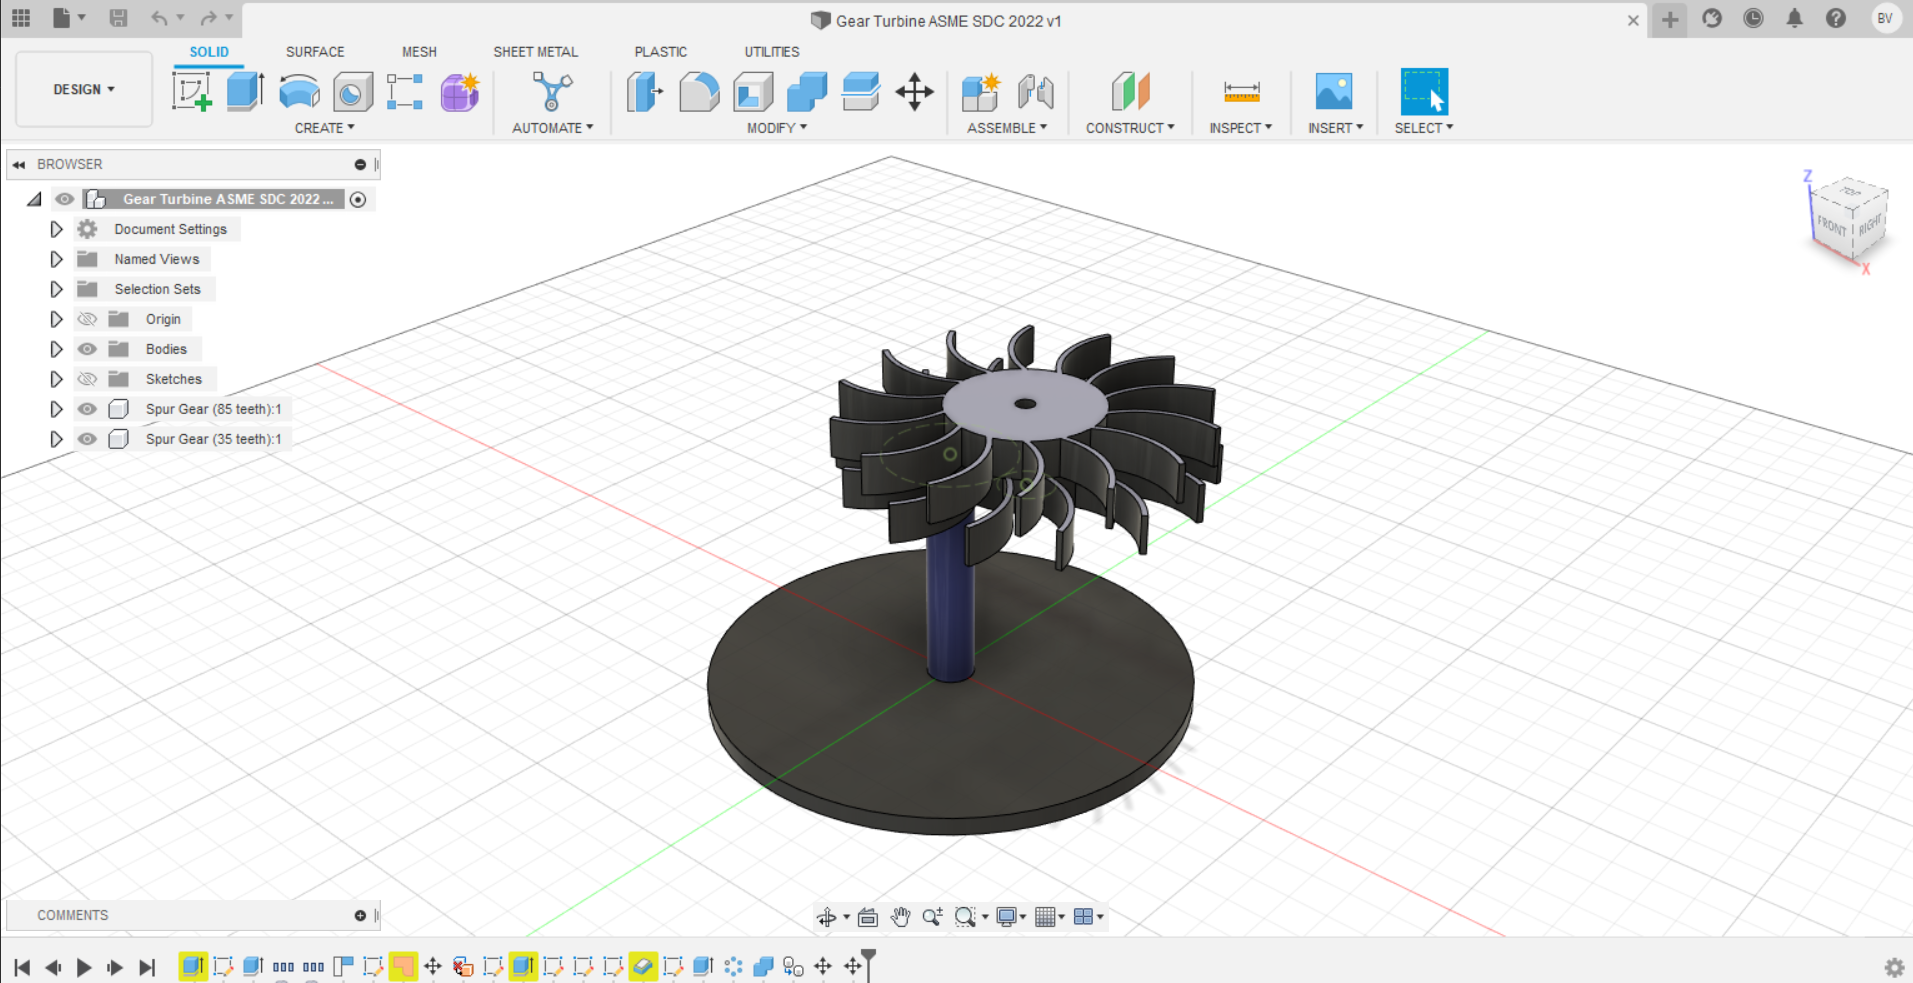 Gear Turbine ASME SDC 2022 v1
BV
DESIGN
SOLID SURFACE MESH SHEET METAL PLASTIC UTILITIES
CREATE AUTOMATE MODIFY ASSEMBLE CONSTRUCT INSPECT INSERT SELECT
BROWSER
Gear Turbine ASME SDC 2022 ...
Document Settings
Named Views
Selection Sets
Origin
Bodies
Sketches
Spur Gear (85 teeth):1
Spur Gear (35 teeth):1
Z
TOP
FRONT RIGHT
X
COMMENTS